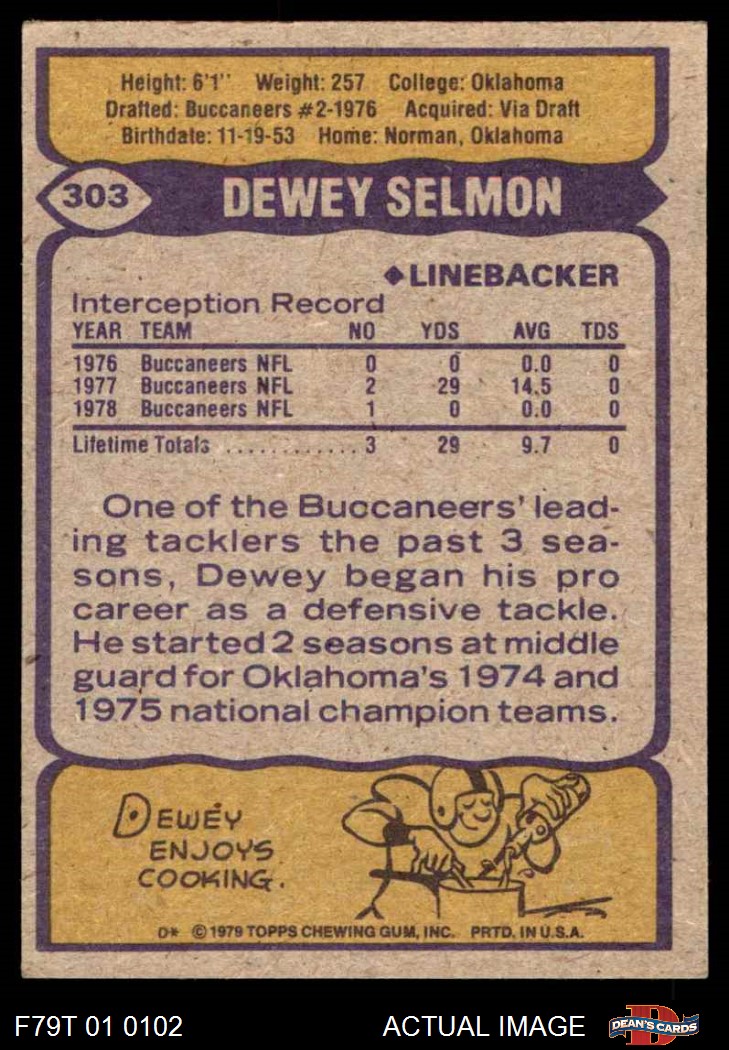 Height: 6'1'' Weight: 257 College: Oklahoma
Drafted: Buccaneers #2-1976 Acquired: Via Draft
Birthdate: 11-19-53 Home: Norman, Oklahoma
303 DEWEY SELMON
◆LINEBACKER
Interception Record
YEAR TEAM NO YDS AVG TDS
1976 Buccaneers NFL 0 0 0.0 0
1977 Buccaneers NFL 2 29 14.5 0
1978 Buccaneers NFL 1 0 0.0 0
Lifetime Totals ............ 3 29 9.7 0
One of the Buccaneers' lead-
ing tacklers the past 3 sea-
sons, Dewey began his pro
career as a defensive tackle.
He started 2 seasons at middle
guard for Oklahoma's 1974 and
1975 national champion teams.
DEWEY
ENJOYS
COOKING.
D* © 1979 TOPPS CHEWING GUM, INC. PRTD. IN U.S.A.
F79T 01 0102 ACTUAL IMAGE D DEAN'S CARDS